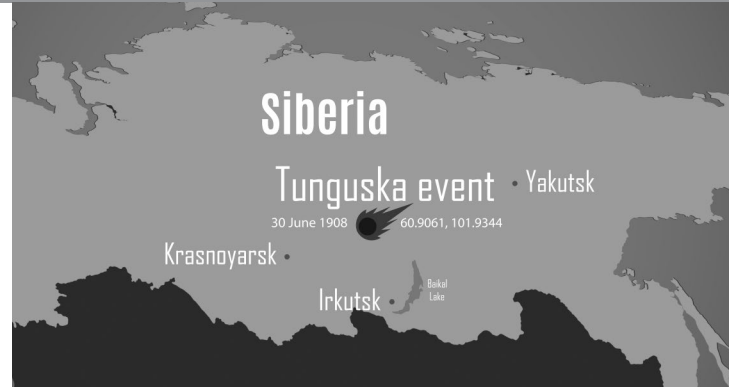 Siberia
Tunguska event
30 June 1908 60.9061, 101.9344
Yakutsk
Krasnoyarsk
Irkutsk
Baikal
Lake